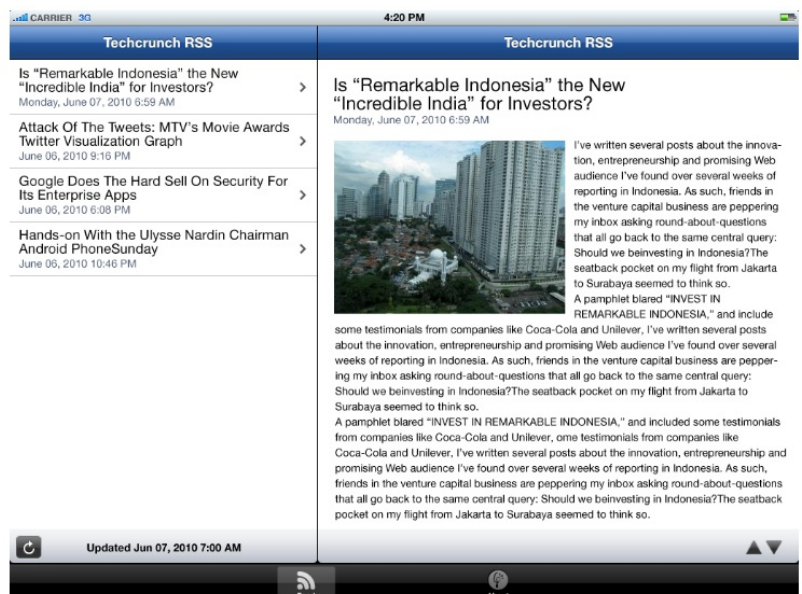 CARRIER 3G
4:20 PM
Techcrunch RSS
Is “Remarkable Indonesia” the New
“Incredible India” for Investors?
Monday, June 07, 2010 6:59 AM
Attack Of The Tweets: MTV's Movie Awards
Twitter Visualization Graph
June 06, 2010 9:16 PM
Google Does The Hard Sell On Security For
Its Enterprise Apps
June 06, 2010 6:08 PM
Hands-on With the Ulysse Nardin Chairman
Android PhoneSunday
June 06, 2010 10:46 PM
Updated Jun 07, 2010 7:00 AM
Techcrunch RSS
Is “Remarkable Indonesia” the New
“Incredible India” for Investors?
Monday, June 07, 2010 6:59 AM
I've written several posts about the innova-
tion, entrepreneurship and promising Web
audience I've found over several weeks of
reporting in Indonesia. As such, friends in
the venture capital business are peppering
my inbox asking round-about-questions
that all go back to the same central query:
Should we beinvesting in Indonesia?The
seatback pocket on my flight from Jakarta
to Surabaya seemed to think so.
A pamphlet blared “INVEST IN
REMARKABLE INDONESIA,” and include
some testimonials from companies like Coca-Cola and Unilever, I've written several posts
about the innovation, entrepreneurship and promising Web audience I've found over several
weeks of reporting in Indonesia. As such, friends in the venture capital business are pepper-
ing my inbox asking round-about-questions that all go back to the same central query:
Should we beinvesting in Indonesia?The seatback pocket on my flight from Jakarta to
Surabaya seemed to think so.
A pamphlet blared “INVEST IN REMARKABLE INDONESIA,” and included some testimonials
from companies like Coca-Cola and Unilever, ome testimonials from companies like
Coca-Cola and Unilever, I've written several posts about the innovation, entrepreneurship and
promising Web audience I've found over several weeks of reporting in Indonesia. As such,
friends in the venture capital business are peppering my inbox asking round-about-questions
that all go back to the same central query: Should we beinvesting in Indonesia?The seatback
pocket on my flight from Jakarta to Surabaya seemed to think so.